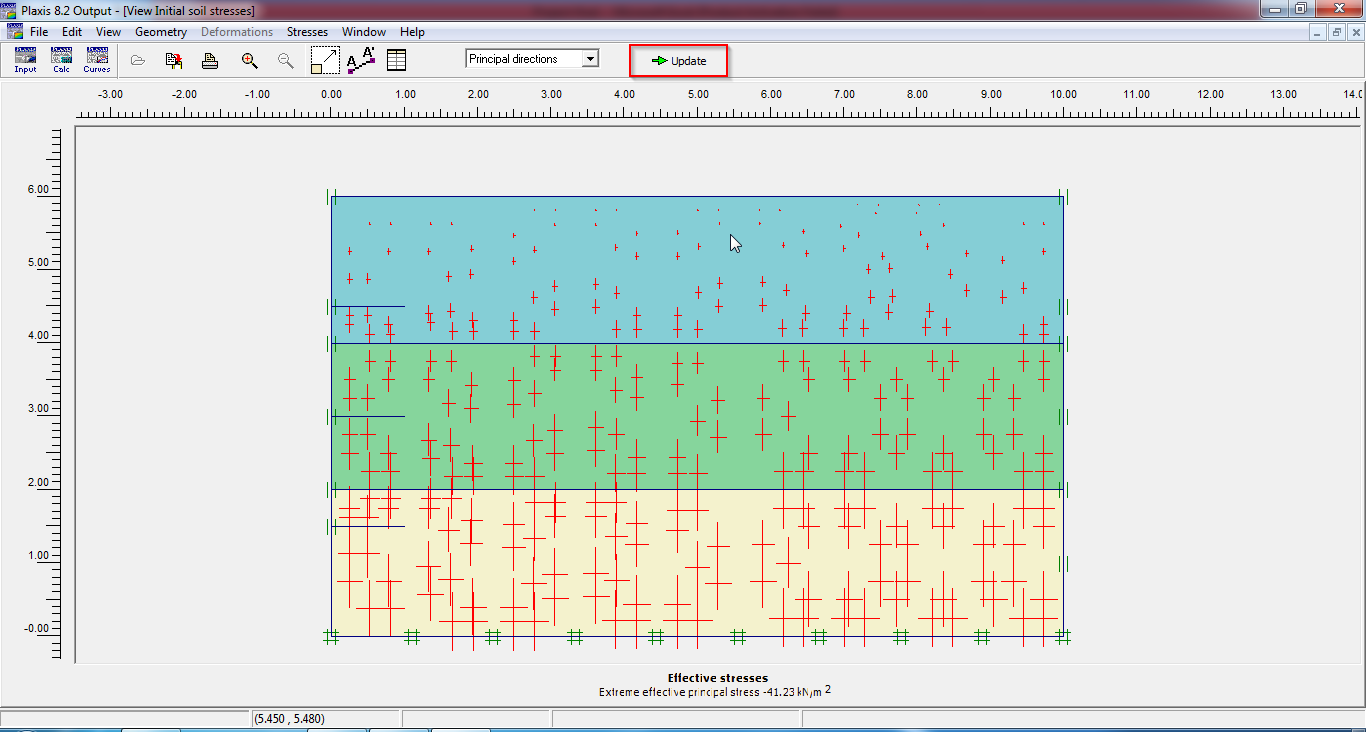 Plaxis 8.2 Output - [View Initial soil stresses]
File Edit View Geometry Deformations Stresses Window Help
Input Calc Curves A A' Principal directions Update
-3.00 -2.00 -1.00 0.00 1.00 2.00 3.00 4.00 5.00 6.00 7.00 8.00 9.00 10.00 11.00 12.00 13.00 14.0
6.00
5.00
4.00
3.00
2.00
1.00
-0.00
Effective stresses
Extreme effective principal stress -41.23 kN/m 2
(5.450 , 5.480)